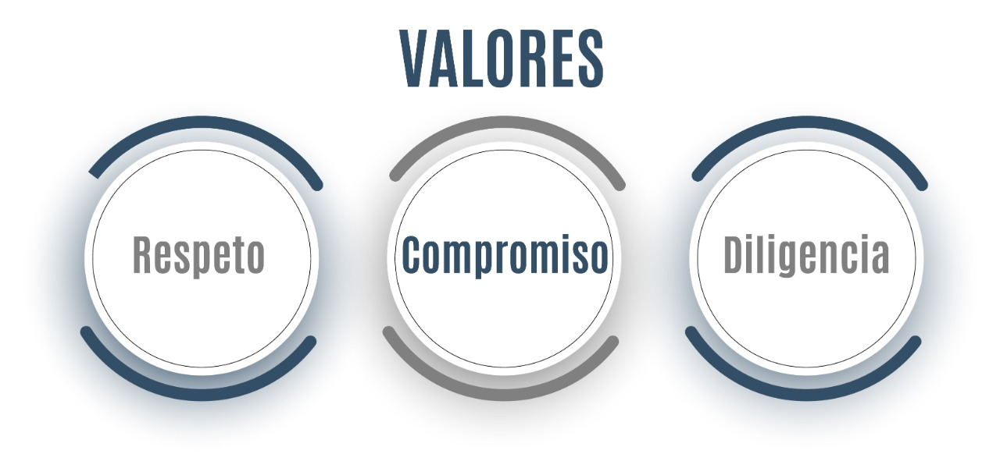 VALORES
Respeto
Compromiso
Diligencia